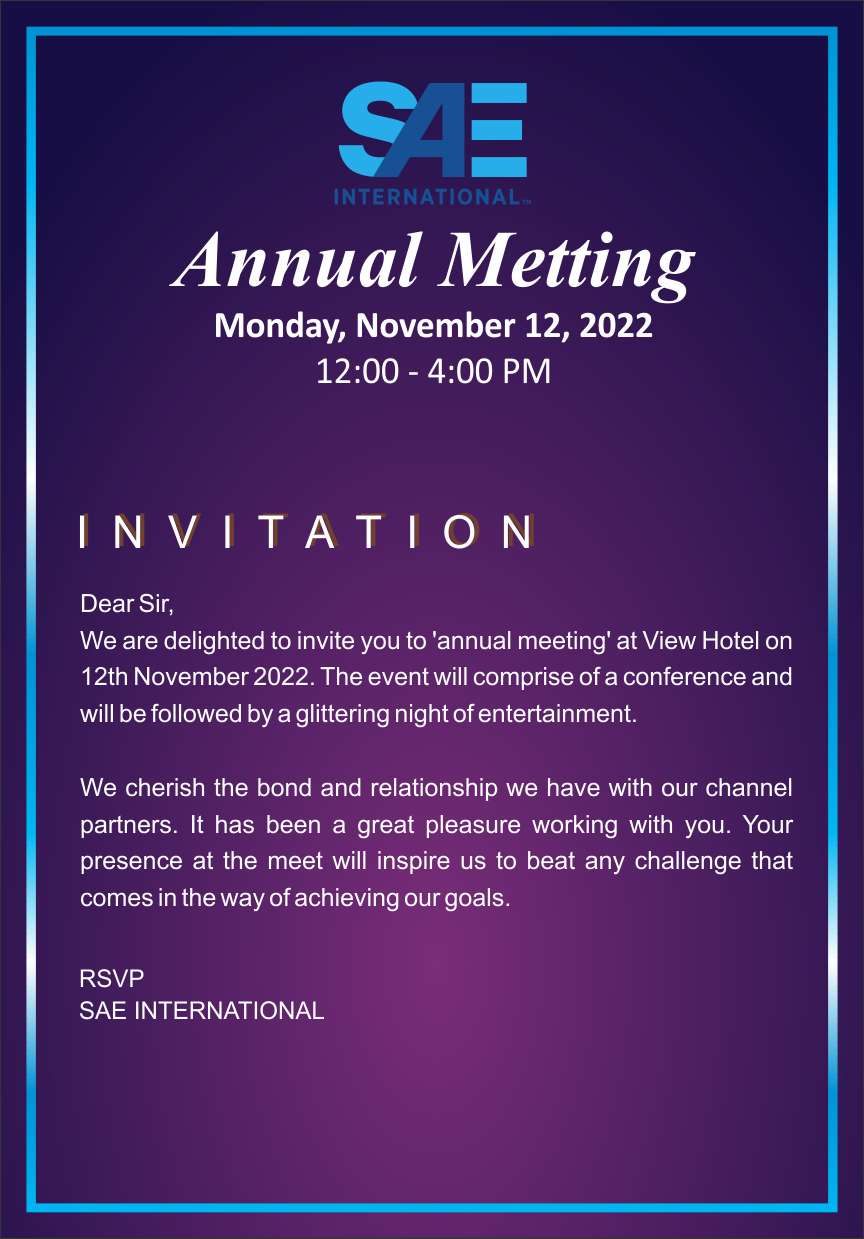 SAE
INTERNATIONAL™
Annual Metting
Monday, November 12, 2022
12:00 - 4:00 PM
INVITATION
Dear Sir,
We are delighted to invite you to 'annual meeting' at View Hotel on
12th November 2022. The event will comprise of a conference and
will be followed by a glittering night of entertainment.
We cherish the bond and relationship we have with our channel
partners. It has been a great pleasure working with you. Your
presence at the meet will inspire us to beat any challenge that
comes in the way of achieving our goals.
RSVP
SAE INTERNATIONAL